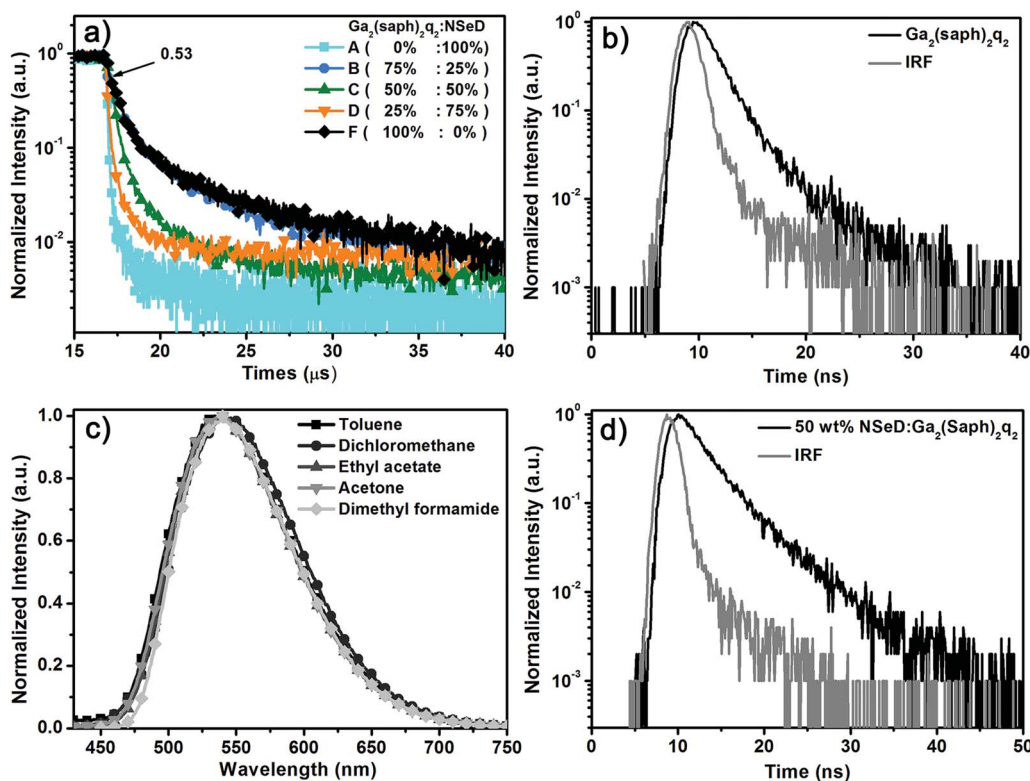 a)
Ga2(saph)2q2:NSeD
A ( 0% :100%)
B ( 75% : 25%)
C ( 50% : 50%)
D ( 25% : 75%)
F ( 100% : 0%)
0.53
10^0
10^-1
10^-2
Normalized Intensity (a.u.)
15 20 25 30 35 40
Times (μs)
b)
Ga2(saph)2q2
IRF
10^0
10^-1
10^-2
10^-3
Normalized Intensity (a.u.)
0 10 20 30 40
Time (ns)
c)
Toluene
Dichloromethane
Ethyl acetate
Acetone
Dimethyl formamide
1.0
0.8
0.6
0.4
0.2
0.0
Normalized Intensity (a.u.)
450 500 550 600 650 700 750
Wavelength (nm)
d)
50 wt% NSeD:Ga2(Saph)2q2
IRF
10^0
10^-1
10^-2
10^-3
Normalized Intensity (a.u.)
0 10 20 30 40 50
Time (ns)